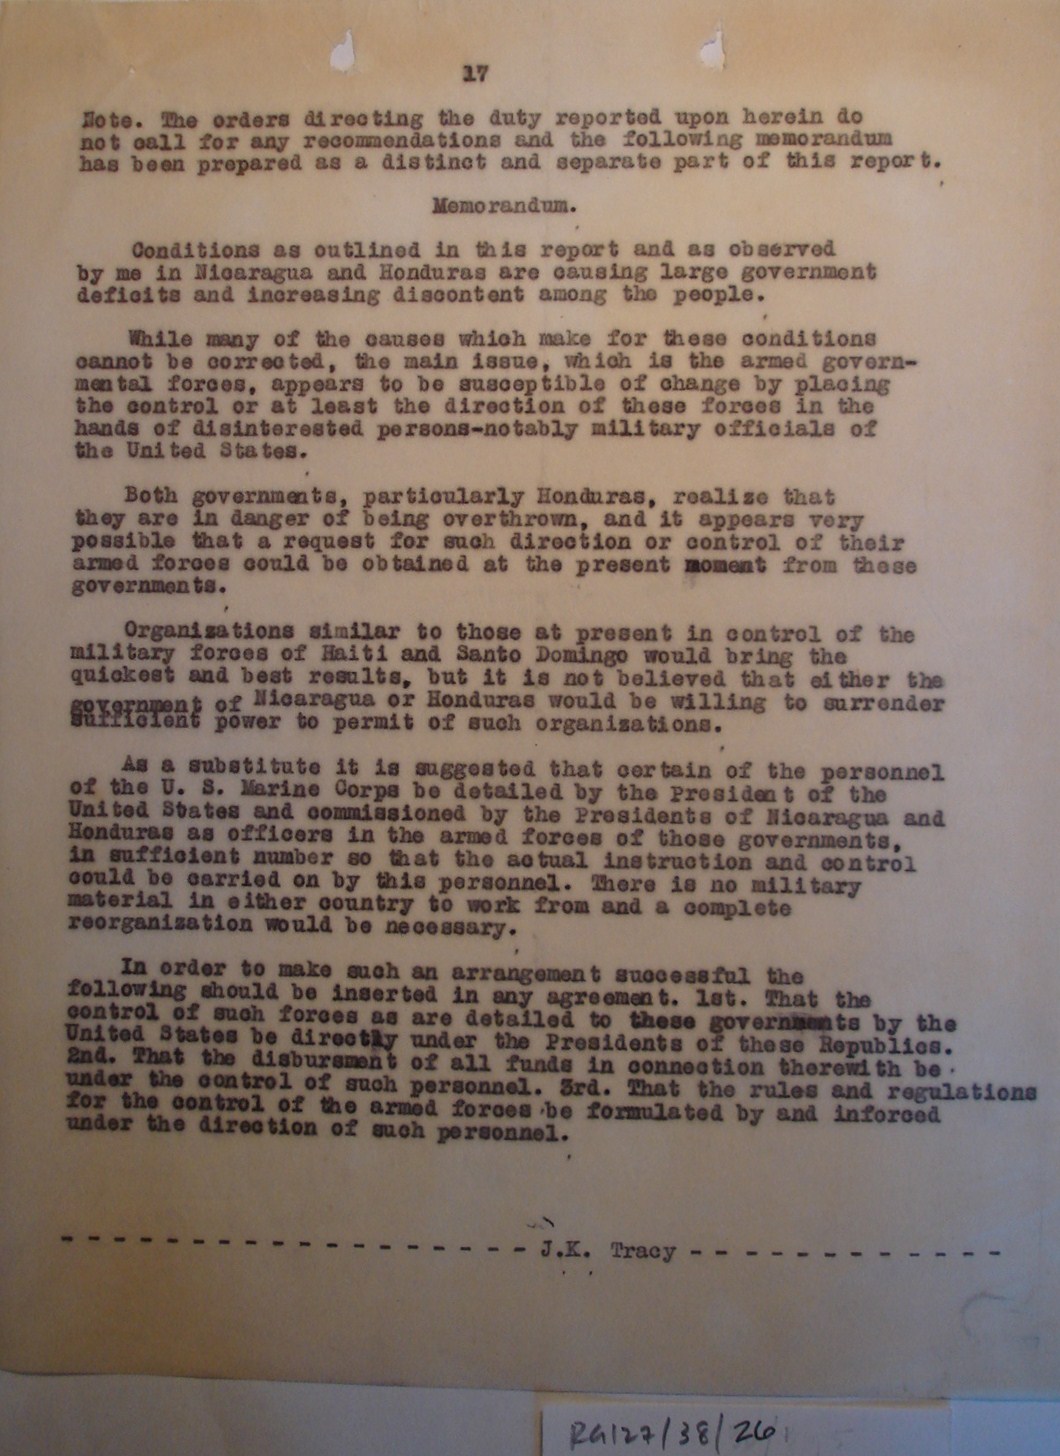 17
Note. The orders directing the duty reported upon herein do
not call for any recommendations and the following memorandum
has been prepared as a distinct and separate part of this report.
Memorandum.
Conditions as outlined in this report and as observed
by me in Nicaragua and Honduras are causing large government
deficits and increasing discontent among the people.
While many of the causes which make for these conditions
cannot be corrected, the main issue, which is the armed govern-
mental forces, appears to be susceptible of change by placing
the control or at least the direction of these forces in the
hands of disinterested persons-notably military officials of
the United States.
Both governments, particularly Honduras, realize that
they are in danger of being overthrown, and it appears very
possible that a request for such direction or control of their
armed forces could be obtained at the present moment from these
governments.
Organizations similar to those at present in control of the
military forces of Haiti and Santo Domingo would bring the
quickest and best results, but it is not believed that either the
government of Nicaragua or Honduras would be willing to surrender
sufficient power to permit of such organizations.
As a substitute it is suggested that certain of the personnel
of the U. S. Marine Corps be detailed by the President of the
United States and commissioned by the Presidents of Nicaragua and
Honduras as officers in the armed forces of those governments,
in sufficient number so that the actual instruction and control
could be carried on by this personnel. There is no military
material in either country to work from and a complete
reorganization would be necessary.
In order to make such an arrangement successful the
following should be inserted in any agreement. 1st. That the
control of such forces as are detailed to these governments by the
United States be directly under the Presidents of these Republics.
2nd. That the disbursment of all funds in connection therewith be
under the control of such personnel. 3rd. That the rules and regulations
for the control of the armed forces be formulated by and inforced
under the direction of such personnel.
- - - - - - - - - - - - - - - - - - J.K. Tracy - - - - - - - - - - - -
RG127/38/26